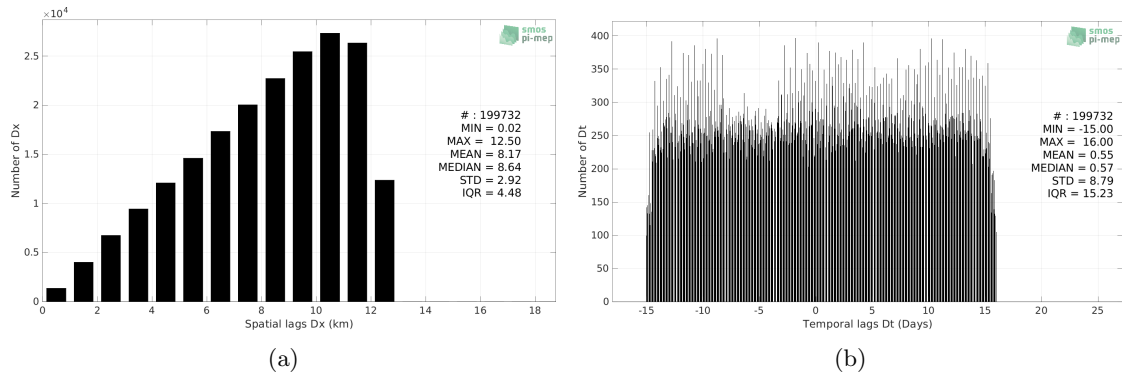 ×10⁴
2.5
2
1.5
1
0.5
0
0 2 4 6 8 10 12 14 16 18
Number of Dx
Spatial lags Dx (km)
smos
pi-mep
# : 199732
MIN = 0.02
MAX = 12.50
MEAN = 8.17
MEDIAN = 8.64
STD = 2.92
IQR = 4.48
(a)
400
350
300
250
200
150
100
50
0
-15 -10 -5 0 5 10 15 20 25
Number of Dt
Temporal lags Dt (Days)
smos
pi-mep
# : 199732
MIN = -15.00
MAX = 16.00
MEAN = 0.55
MEDIAN = 0.57
STD = 8.79
IQR = 15.23
(b)